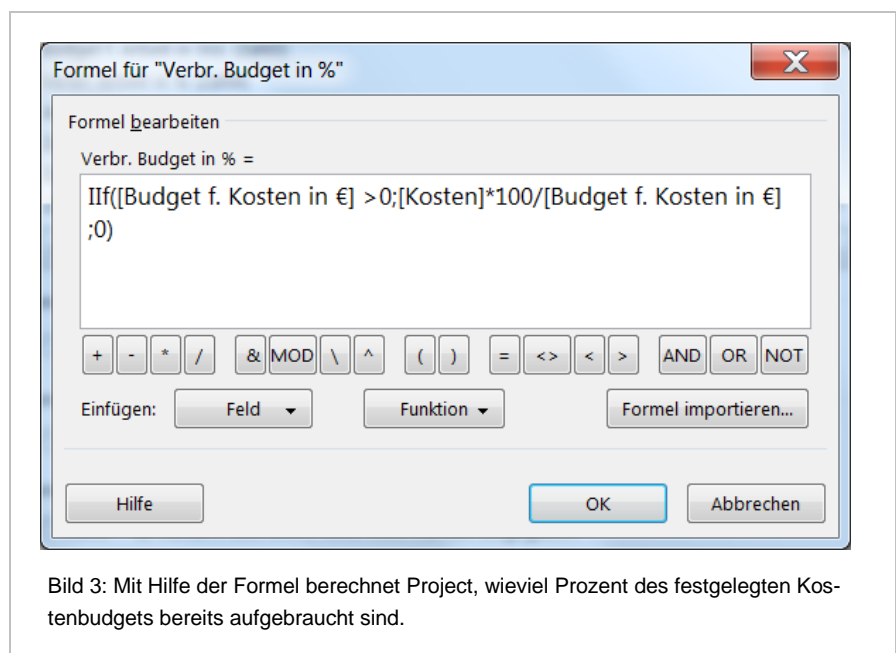 Formel für "Verbr. Budget in %"
Formel bearbeiten
Verbr. Budget in % =
IIf([Budget f. Kosten in €] >0;[Kosten]*100/[Budget f. Kosten in €]
;0)
+ - * / & MOD \ ^ ( ) = <> < > AND OR NOT
Einfügen: Feld Funktion Formel importieren...
Hilfe OK Abbrechen
Bild 3: Mit Hilfe der Formel berechnet Project, wieviel Prozent des festgelegten Kos-
tenbudgets bereits aufgebraucht sind.